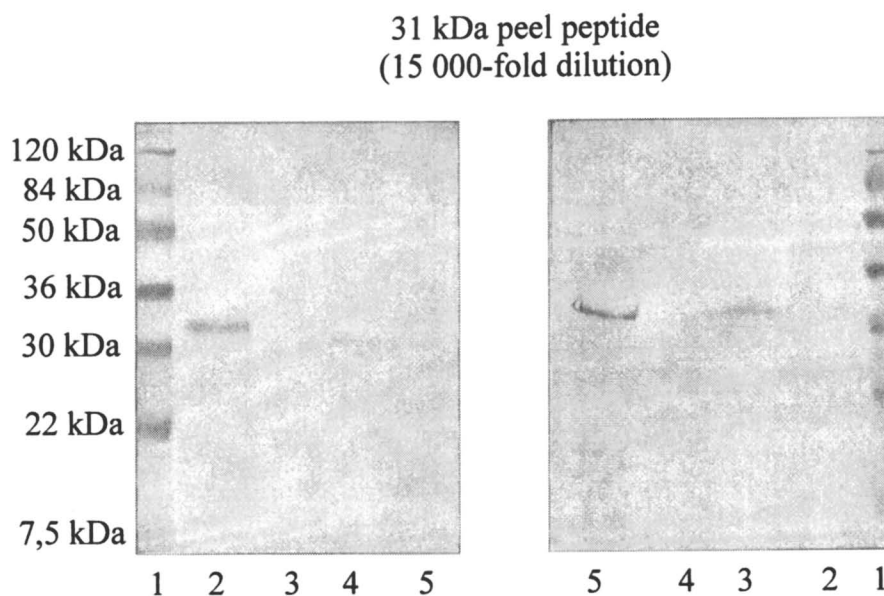 31 kDa peel peptide
(15 000-fold dilution)
120 kDa
84 kDa
50 kDa
36 kDa
30 kDa
22 kDa
7,5 kDa
1 2 3 4 5
5 4 3 2 1